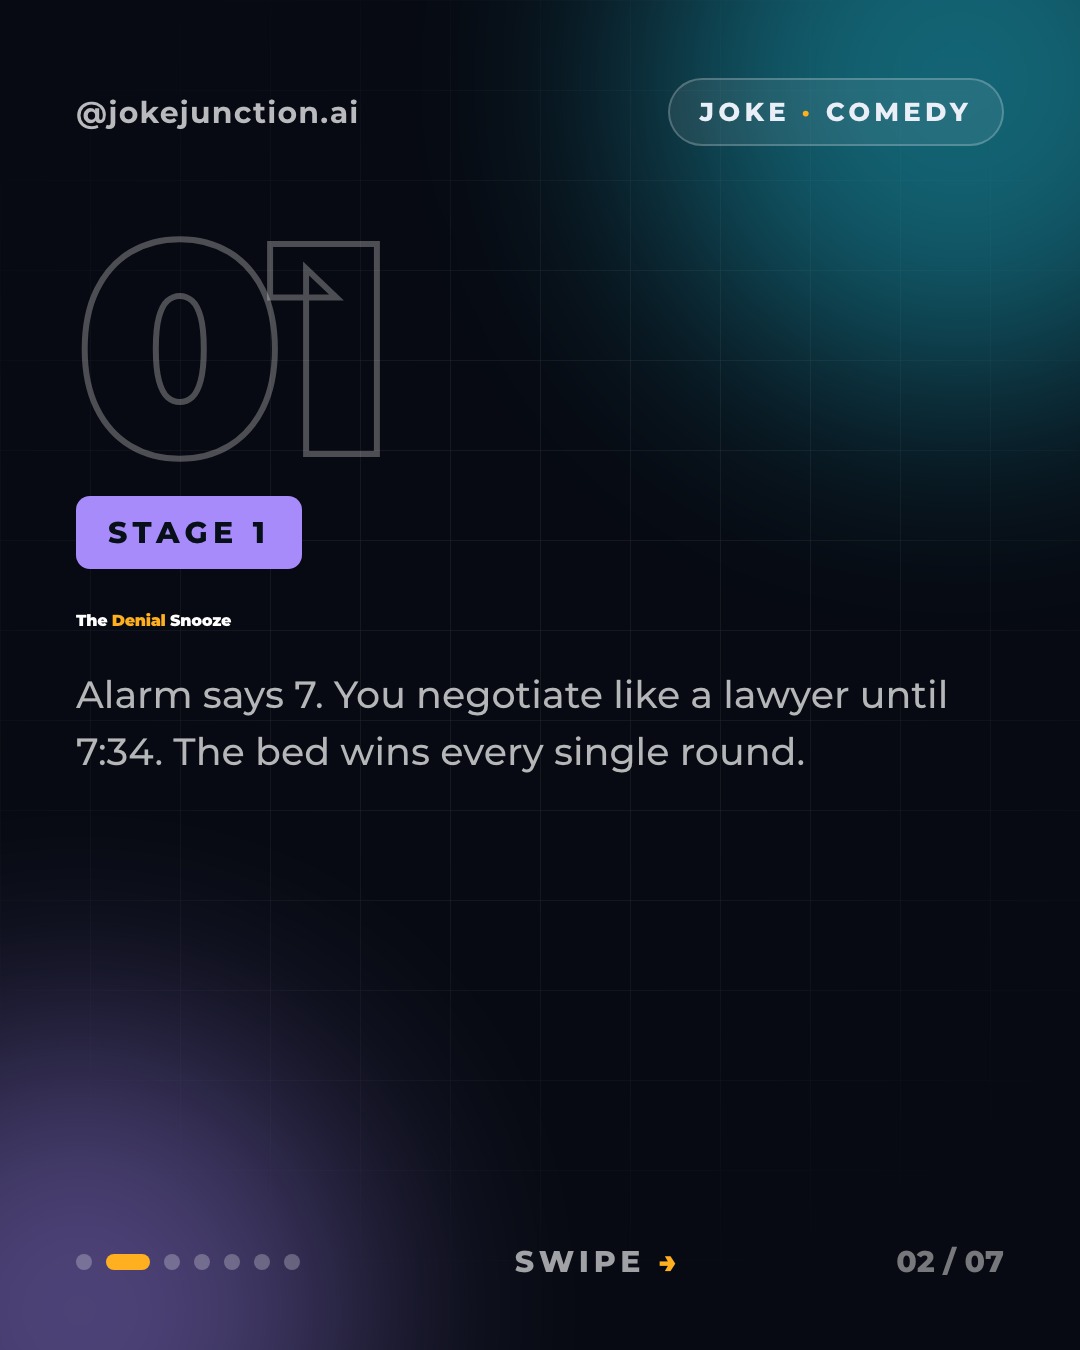 @jokejunction.ai
JOKE • COMEDY
01
STAGE 1
The Denial Snooze
Alarm says 7. You negotiate like a lawyer until
7:34. The bed wins every single round.
SWIPE →
02 / 07